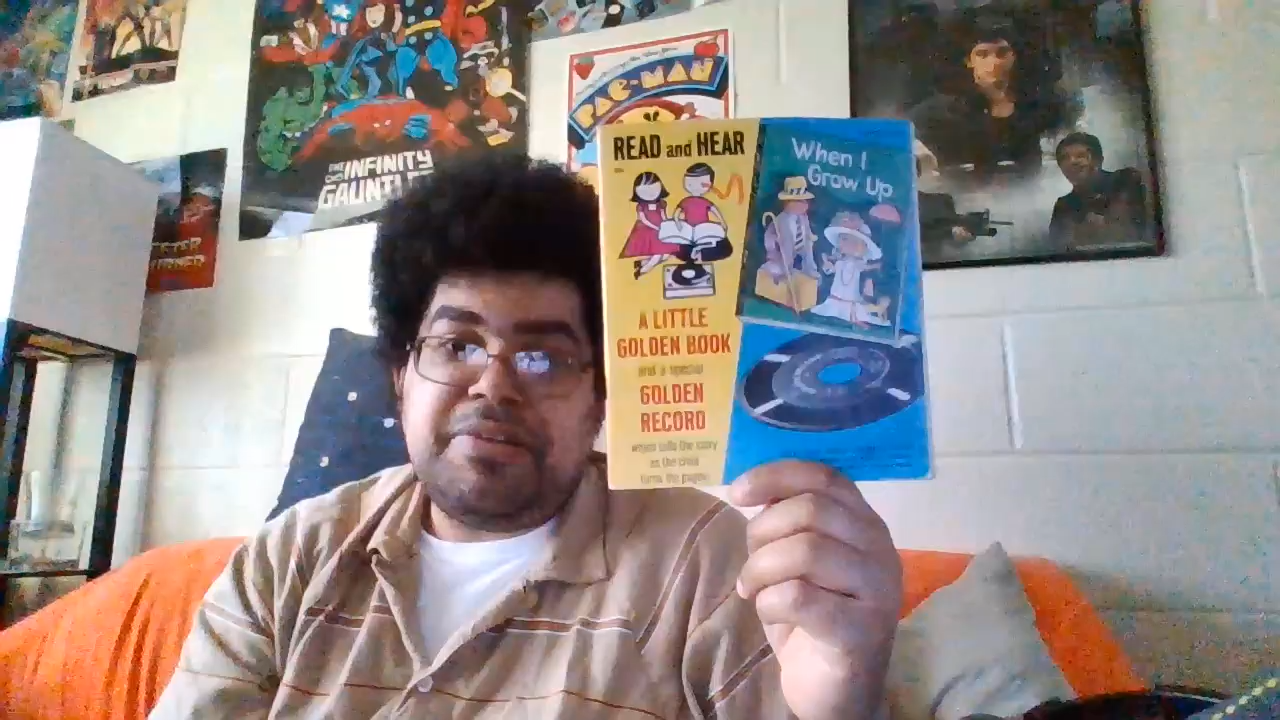 THE
INFINITY
GAUNTLET
PAC-MAN
READ and HEAR
When I
Grow Up
A LITTLE
GOLDEN BOOK
and a special
GOLDEN
RECORD
which tells the story
as the child
turns the pages